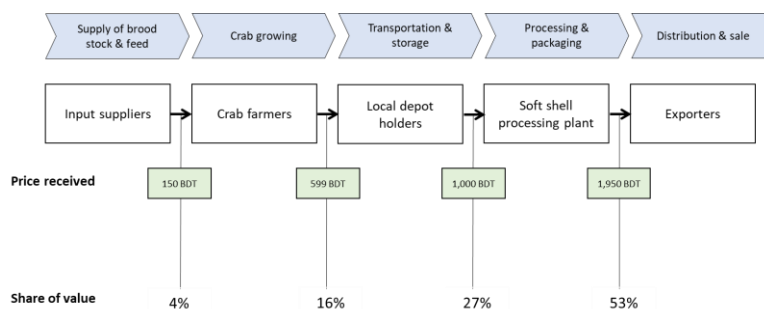 Supply of brood
stock & feed
Crab growing
Transportation &
storage
Processing &
packaging
Distribution & sale
Input suppliers
Crab farmers
Local depot
holders
Soft shell
processing plant
Exporters
Price received
150 BDT
599 BDT
1,000 BDT
1,950 BDT
Share of value
4%
16%
27%
53%